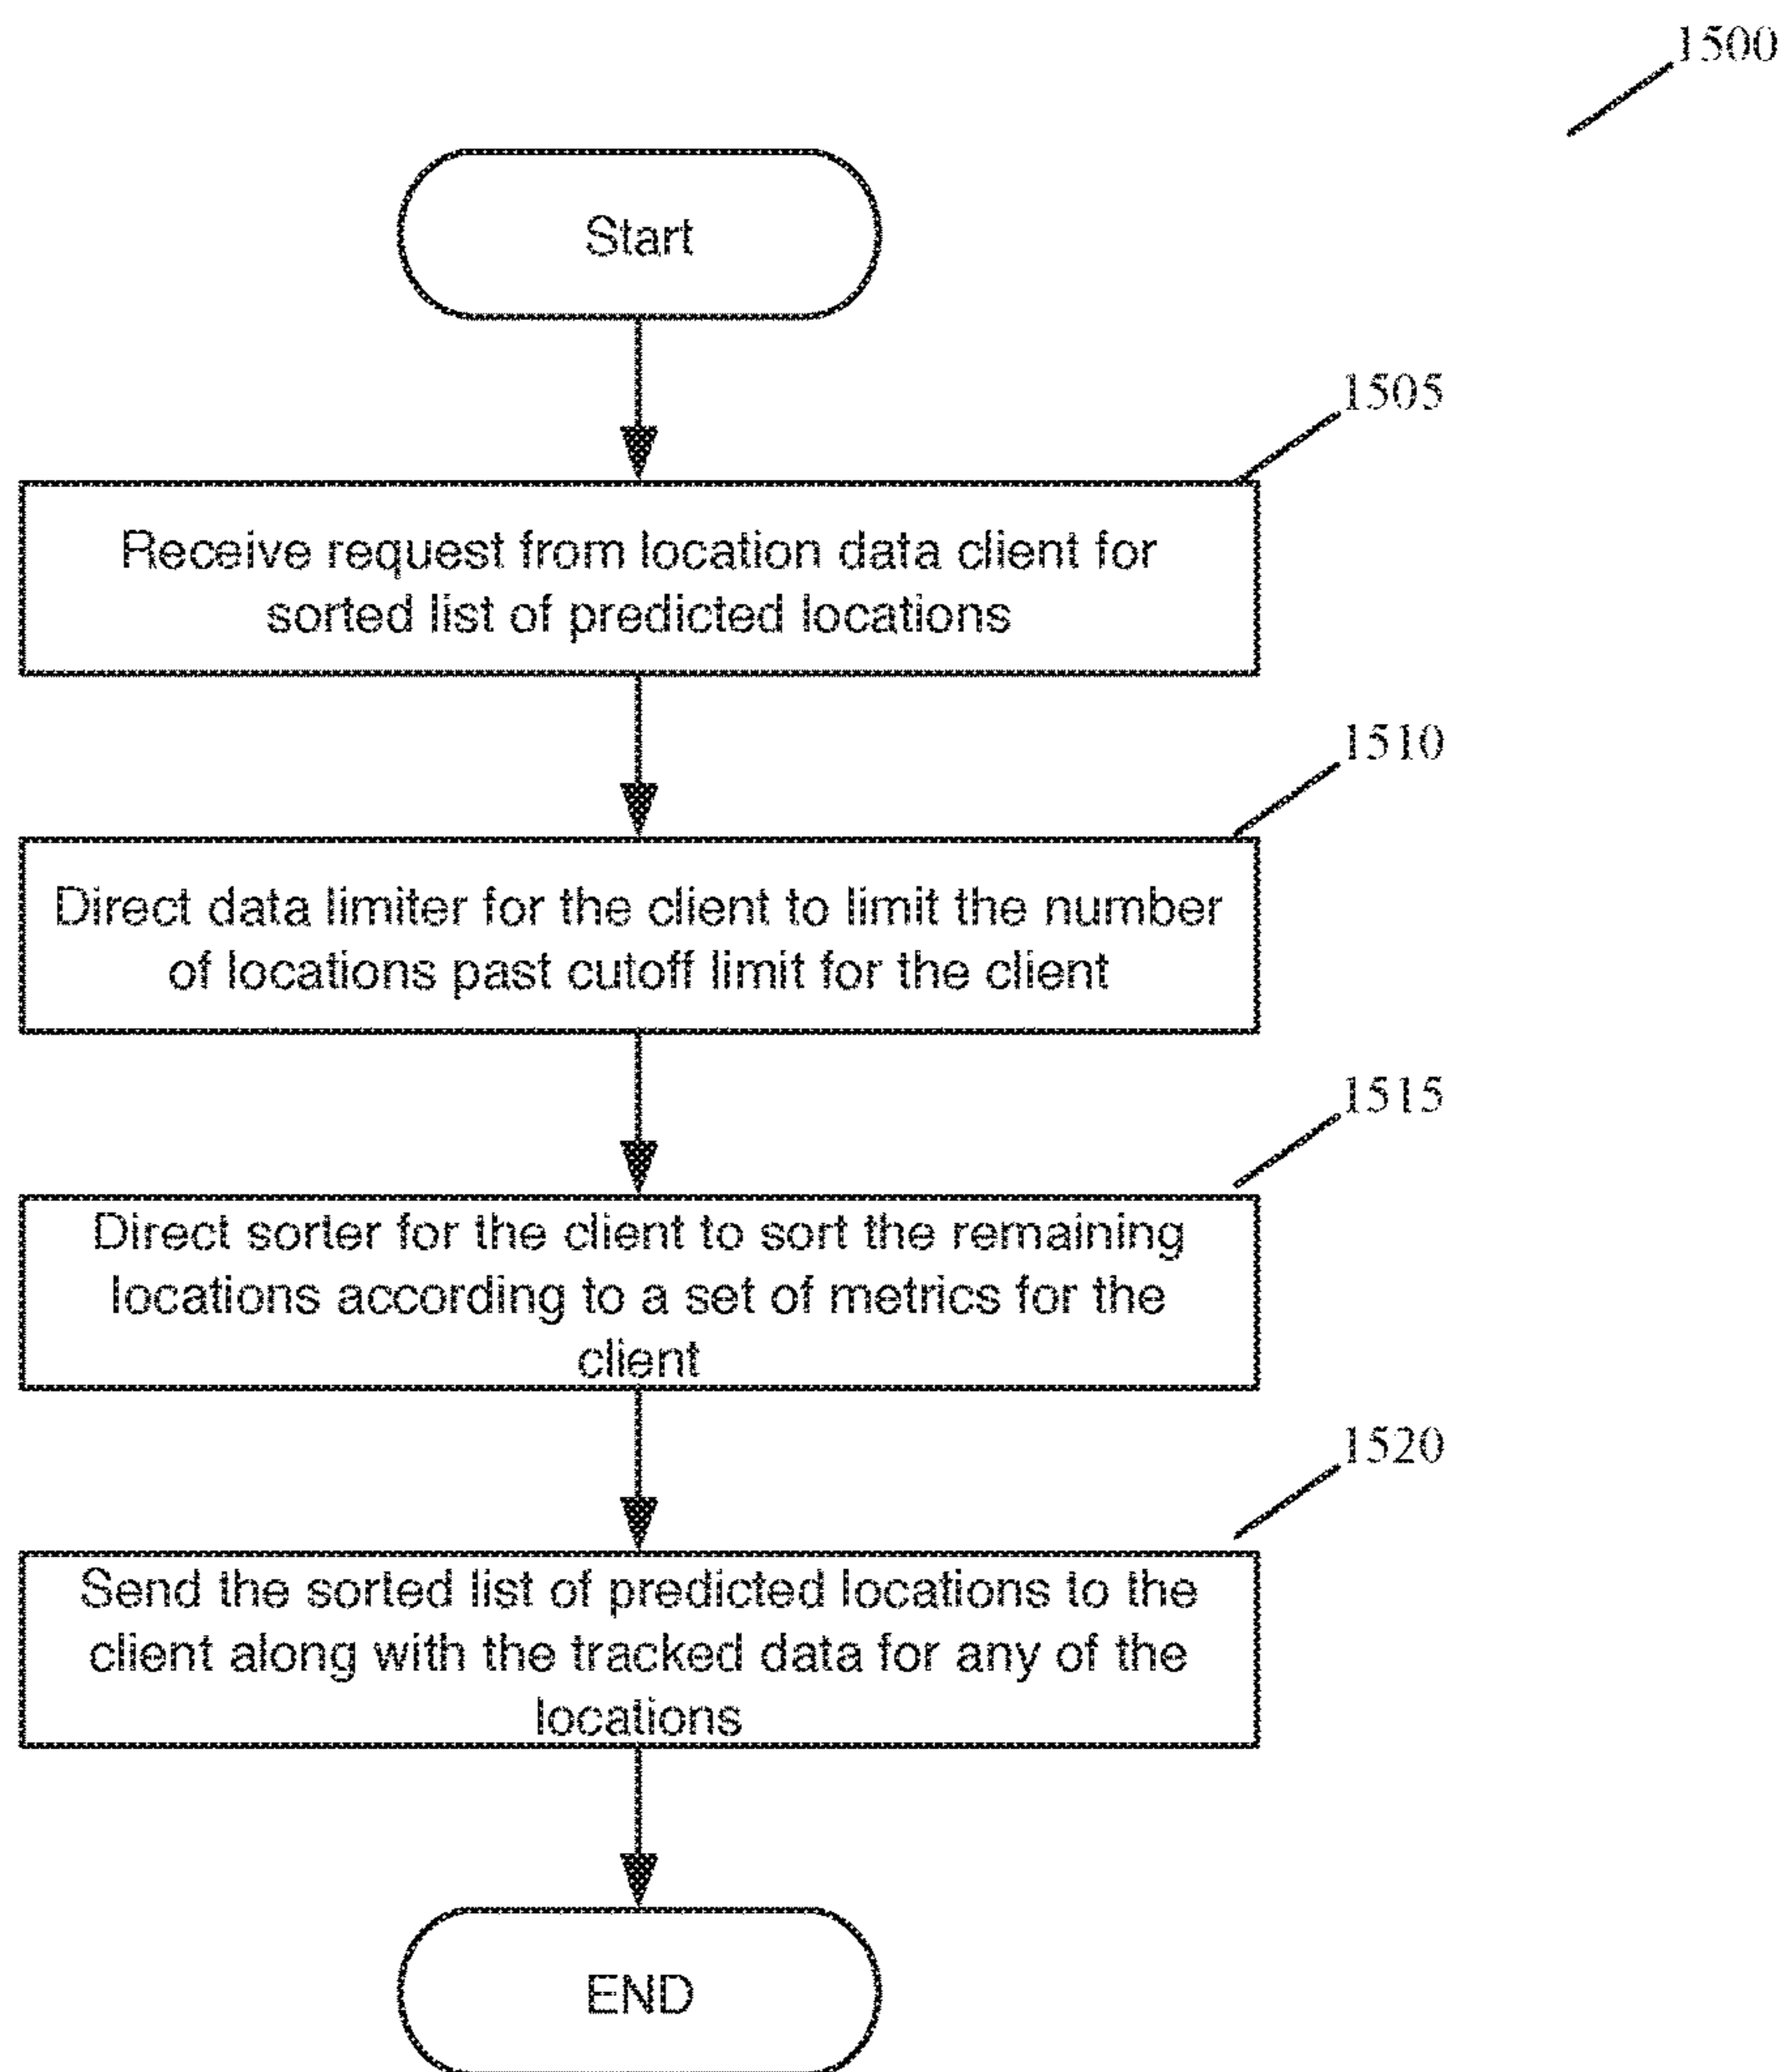 1500
Start
1505
Receive request from location data client for
sorted list of predicted locations
1510
Direct data limiter for the client to limit the number
of locations past cutoff limit for the client
1515
Direct sorter for the client to sort the remaining
locations according to a set of metrics for the
client
1520
Send the sorted list of predicted locations to the
client along with the tracked data for any of the
locations
END